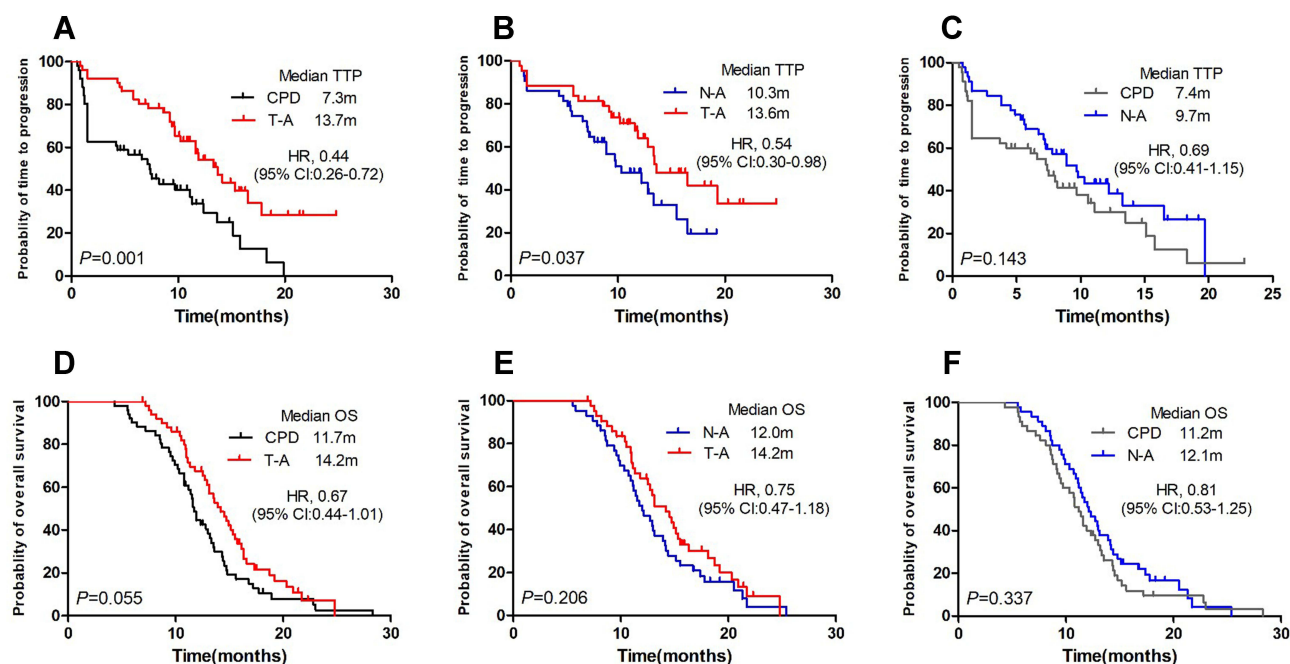 A
Probablity of time to progression
100
80
60
40
20
0
Median TTP
CPD 7.3m
T-A 13.7m
HR, 0.44
(95% CI:0.26-0.72)
P=0.001
0 10 20 30
Time(months)
B
Probablity of time to progression
100
80
60
40
20
0
Median TTP
N-A 10.3m
T-A 13.6m
HR, 0.54
(95% CI:0.30-0.98)
P=0.037
0 10 20 30
Time(months)
C
Probablity of time to progression
100
80
60
40
20
0
Median TTP
CPD 7.4m
N-A 9.7m
HR, 0.69
(95% CI:0.41-1.15)
P=0.143
0 5 10 15 20 25
Time(months)
D
Probablity of overall survival
100
80
60
40
20
0
Median OS
CPD 11.7m
T-A 14.2m
HR, 0.67
(95% CI:0.44-1.01)
P=0.055
0 10 20 30
Time(months)
E
Probablity of overall survival
100
80
60
40
20
0
Median OS
N-A 12.0m
T-A 14.2m
HR, 0.75
(95% CI:0.47-1.18)
P=0.206
0 10 20 30
Time(months)
F
Probablity of overall survival
100
80
60
40
20
0
Median OS
CPD 11.2m
N-A 12.1m
HR, 0.81
(95% CI:0.53-1.25)
P=0.337
0 10 20 30
Time(months)